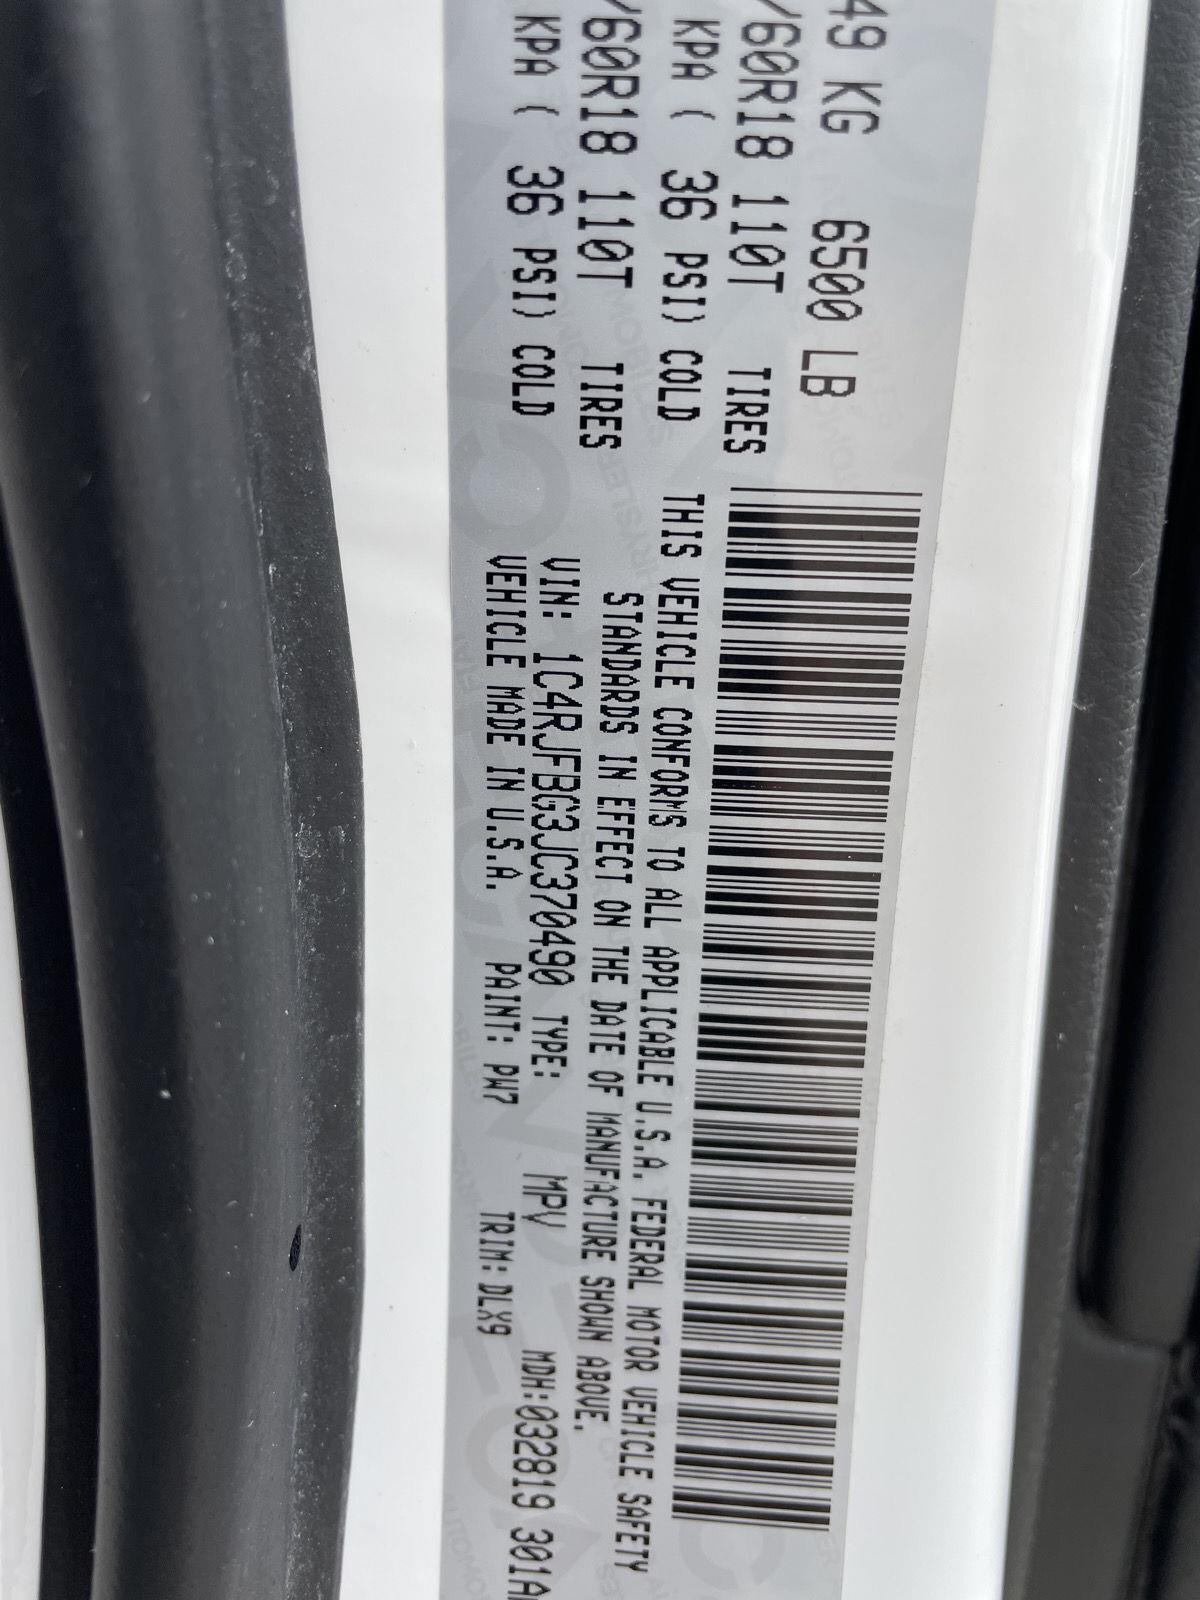 49 KG 6500 LB
/60R18 110T TIRES
KPA ( 36 PSI) COLD
/60R18 110T TIRES
KPA ( 36 PSI) COLD
THIS VEHICLE CONFORMS TO ALL APPLICABLE U.S.A. FEDERAL MOTOR VEHICLE SAFETY
STANDARDS IN EFFECT ON THE DATE OF MANUFACTURE SHOWN ABOVE.
VIN: 1C4RJFBG3JC370490 TYPE: MPV MDH:032819 301A
VEHICLE MADE IN U.S.A. PAINT: PW7 TRIM:DLX9